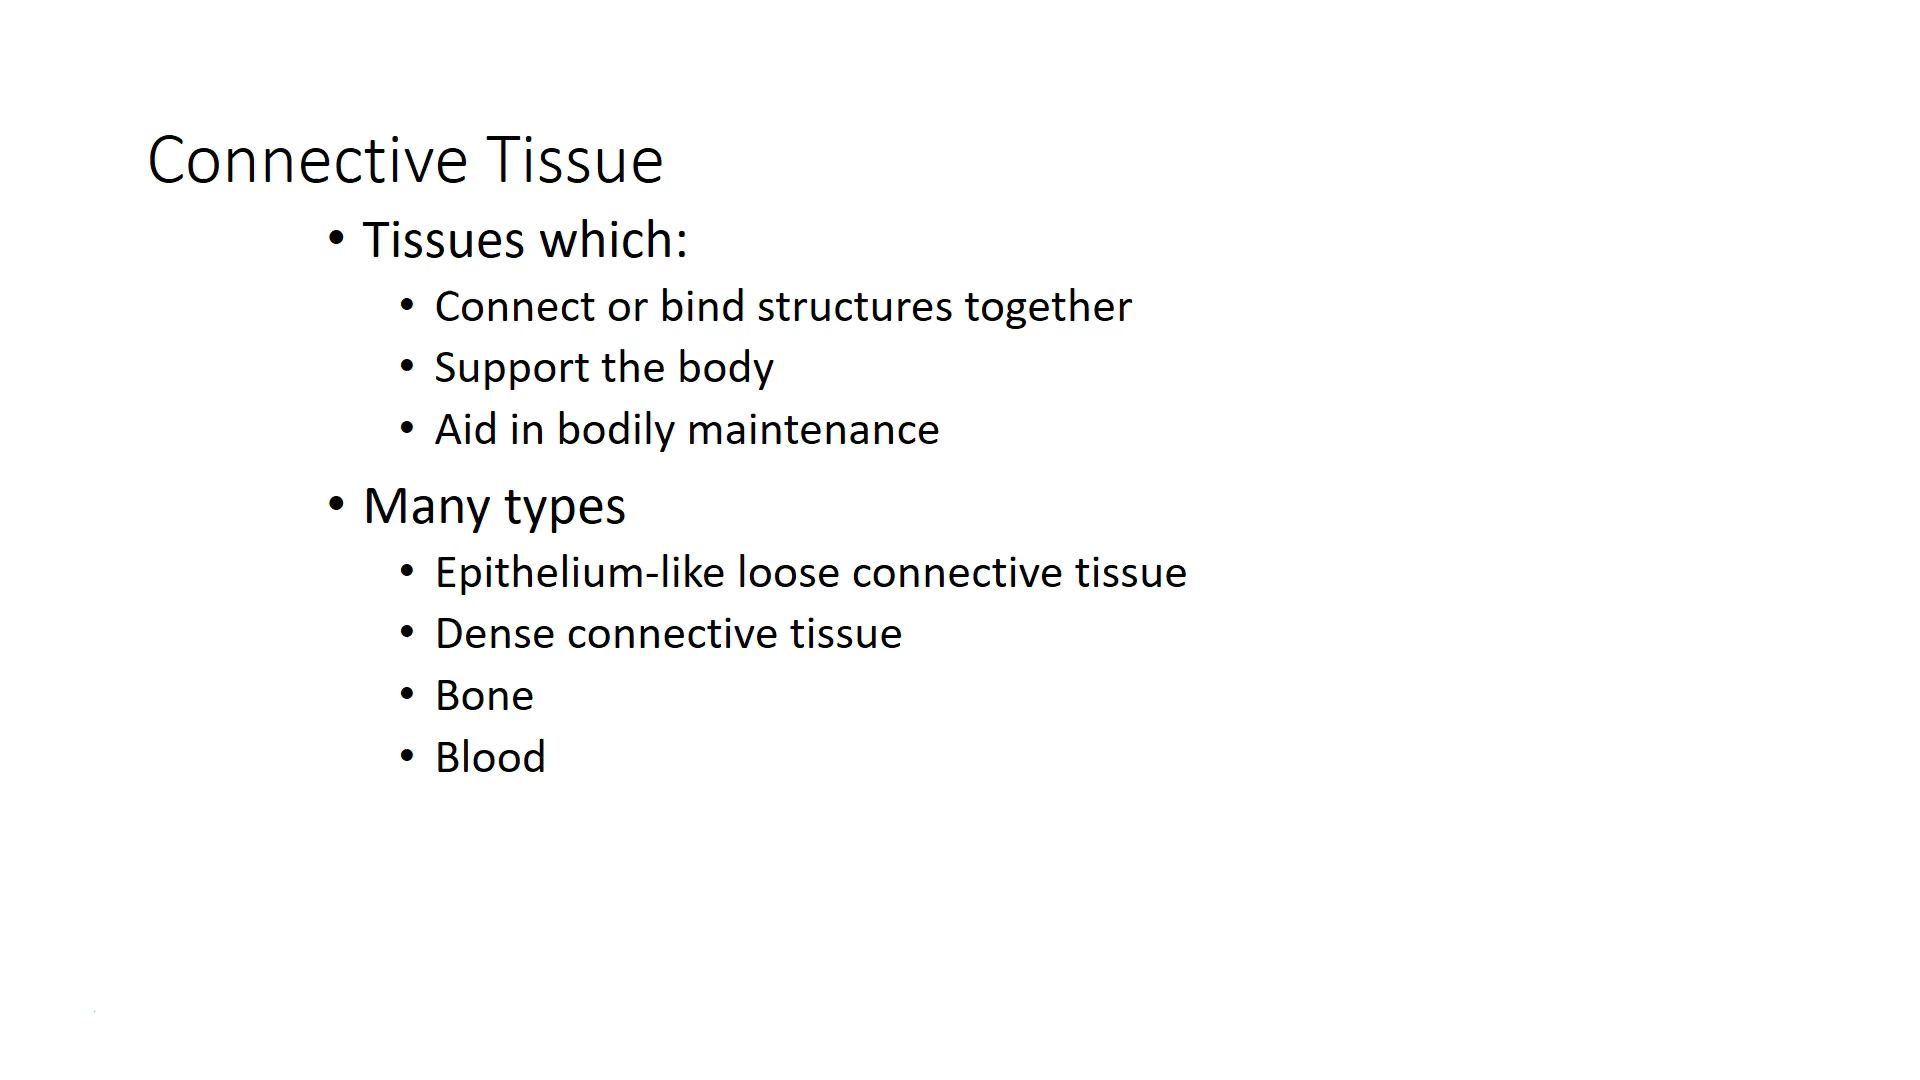 Connective Tissue
• Tissues which:
• Connect or bind structures together
• Support the body
• Aid in bodily maintenance
• Many types
• Epithelium-like loose connective tissue
• Dense connective tissue
• Bone
• Blood